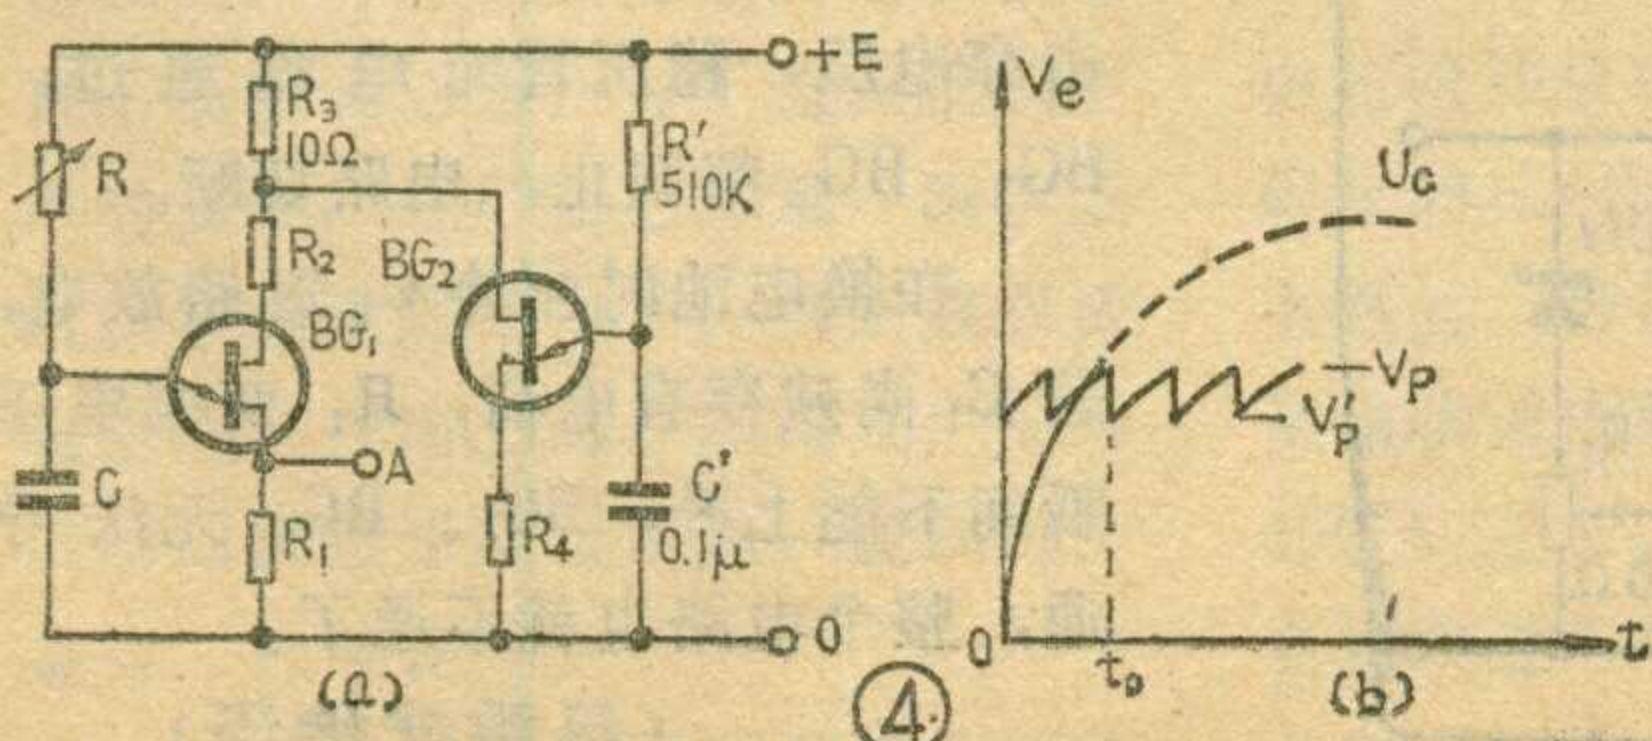 +E
R₃
10Ω
R
R'
510K
R₂
BG₂
BG₁
A
C
R₁
R₄
C'
0.1μ
0
(a)
④
Ve
Uc
Vp
V'p
0
t₀
t
(b)